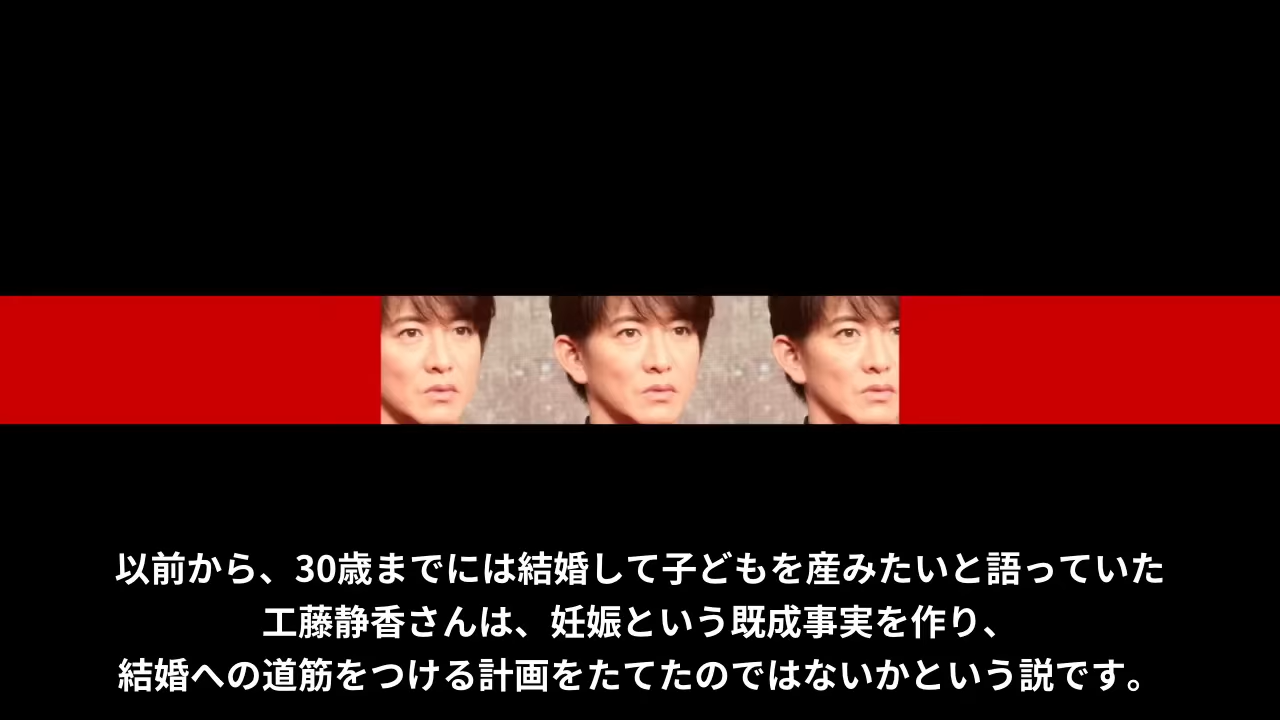 以前から、30歳までには結婚して子どもを産みたいと語っていた
工藤静香さんは、妊娠という既成事実を作り、
結婚への道筋をつける計画をたてたのではないかという説です。